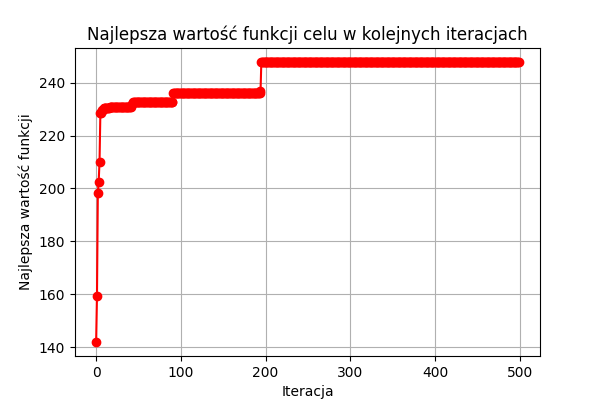 Najlepsza wartość funkcji celu w kolejnych iteracjach
Najlepsza wartość funkcji
240
220
200
180
160
140
0 100 200 300 400 500
Iteracja